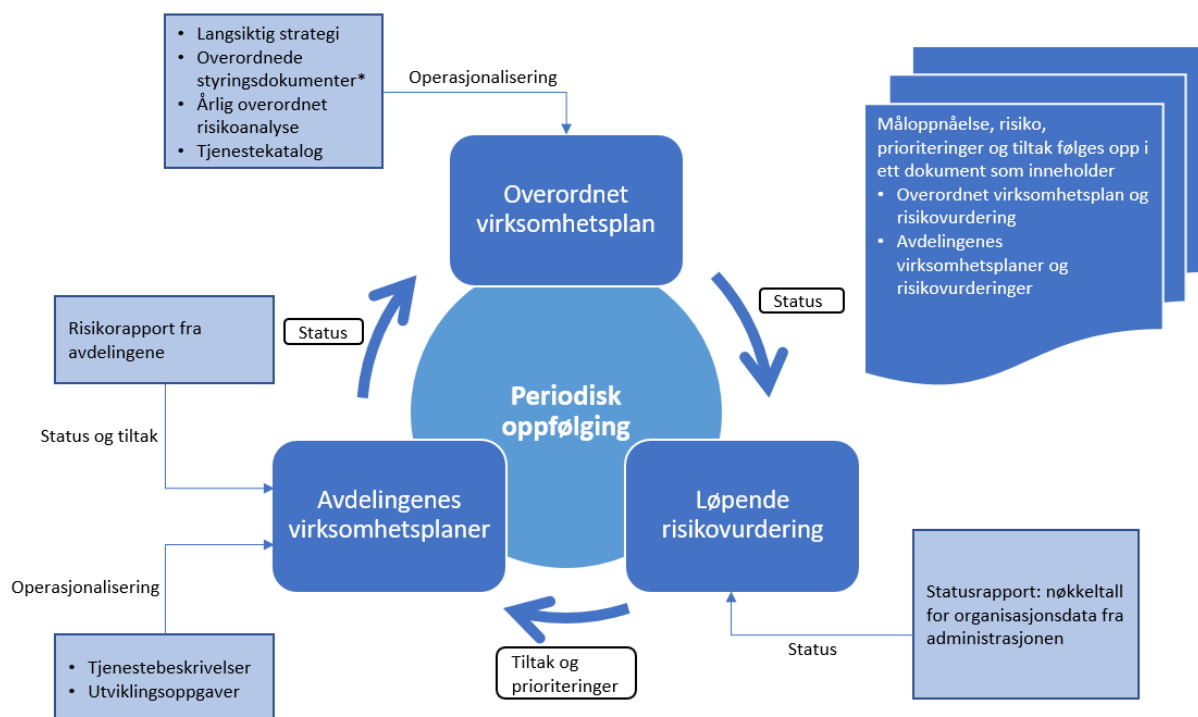 • Langsiktig strategi
• Overordnede
styringsdokumenter*
• Årlig overordnet
risikoanalyse
• Tjenestekatalog
Operasjonalisering
Måloppnåelse, risiko,
prioriteringer og tiltak følges opp i
ett dokument som inneholder
• Overordnet virksomhetsplan og
risikovurdering
• Avdelingenes
virksomhetsplaner og
risikovurderinger
Overordnet
virksomhetsplan
Status
Status
Risikorapport fra
avdelingene
Periodisk
oppfølging
Status og tiltak
Avdelingenes
virksomhetsplaner
Løpende
risikovurdering
Operasjonalisering
Statusrapport: nøkkeltall
for organisasjonsdata fra
administrasjonen
Status
• Tjenestebeskrivelser
• Utviklingsoppgaver
Tiltak og
prioriteringer